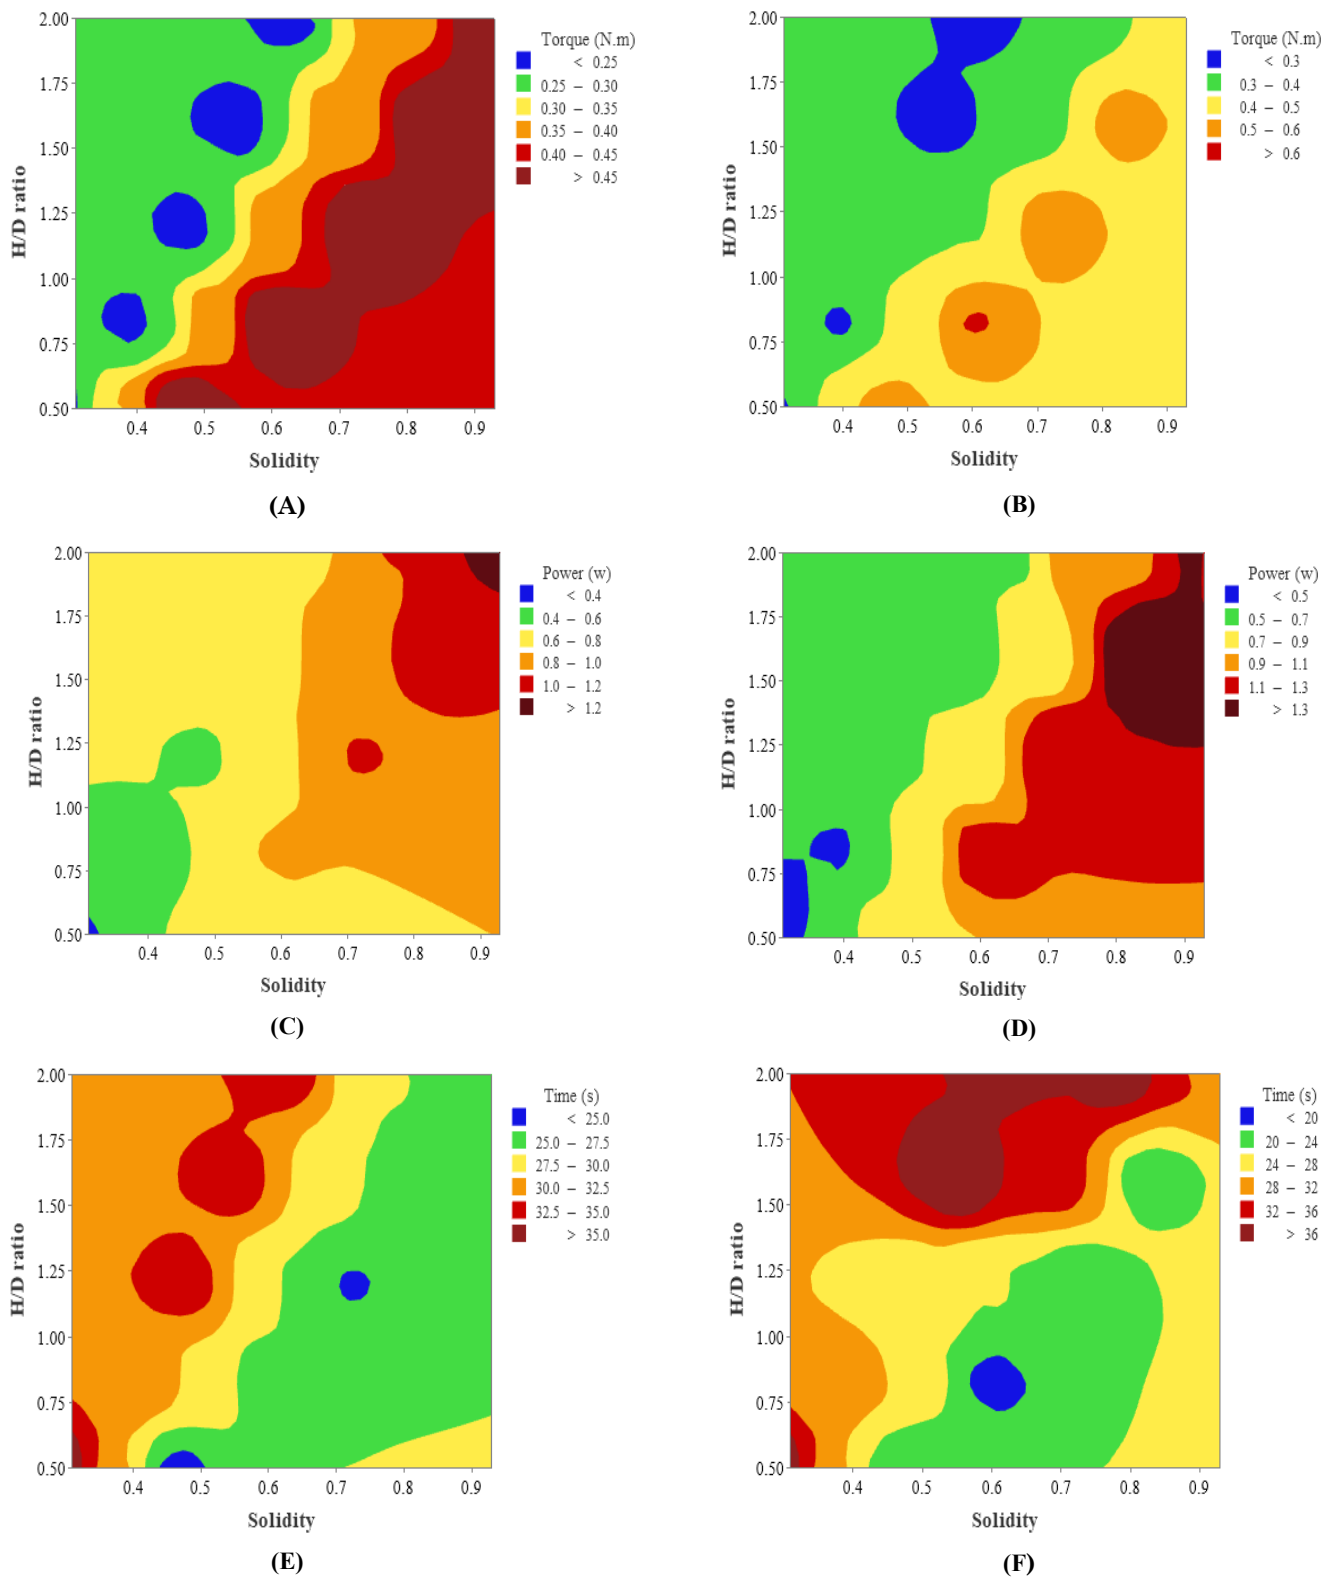 2.00
1.75
1.50
1.25
1.00
0.75
0.50
H/D ratio
0.4 0.5 0.6 0.7 0.8 0.9
Solidity
Torque (N.m)
< 0.25
0.25 – 0.30
0.30 – 0.35
0.35 – 0.40
0.40 – 0.45
> 0.45
(A)
2.00
1.75
1.50
1.25
1.00
0.75
0.50
H/D ratio
0.4 0.5 0.6 0.7 0.8 0.9
Solidity
Torque (N.m)
< 0.3
0.3 – 0.4
0.4 – 0.5
0.5 – 0.6
> 0.6
(B)
2.00
1.75
1.50
1.25
1.00
0.75
0.50
H/D ratio
0.4 0.5 0.6 0.7 0.8 0.9
Solidity
Power (w)
< 0.4
0.4 – 0.6
0.6 – 0.8
0.8 – 1.0
1.0 – 1.2
> 1.2
(C)
2.00
1.75
1.50
1.25
1.00
0.75
0.50
H/D ratio
0.4 0.5 0.6 0.7 0.8 0.9
Solidity
Power (w)
< 0.5
0.5 – 0.7
0.7 – 0.9
0.9 – 1.1
1.1 – 1.3
> 1.3
(D)
2.00
1.75
1.50
1.25
1.00
0.75
0.50
H/D ratio
0.4 0.5 0.6 0.7 0.8 0.9
Solidity
Time (s)
< 25.0
25.0 – 27.5
27.5 – 30.0
30.0 – 32.5
32.5 – 35.0
> 35.0
(E)
2.00
1.75
1.50
1.25
1.00
0.75
0.50
H/D ratio
0.4 0.5 0.6 0.7 0.8 0.9
Solidity
Time (s)
< 20
20 – 24
24 – 28
28 – 32
32 – 36
> 36
(F)